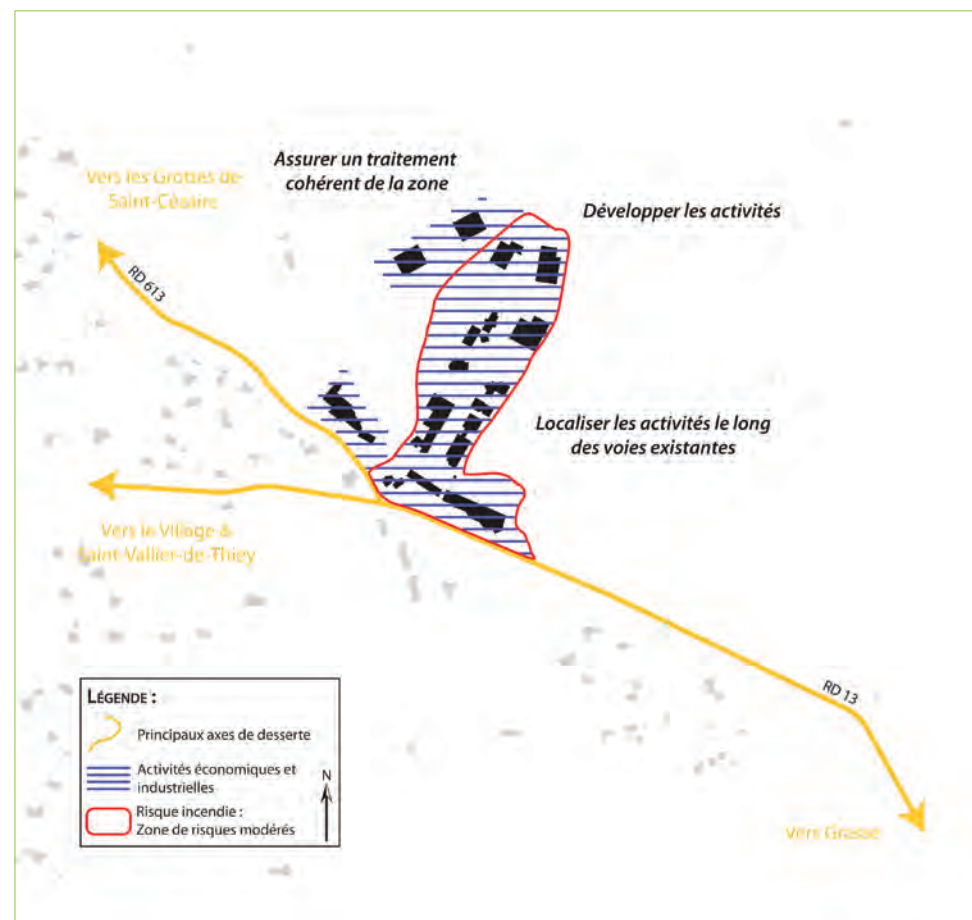 Assurer un traitement
cohérent de la zone
Vers les Grottes de
Saint-Cézaire
Développer les activités
RD 613
Localiser les activités le long
des voies existantes
Vers le Village &
Saint-Vallier-de-Thiey
RD 13
Vers Grasse
LÉGENDE :
Principaux axes de desserte
Activités économiques et
industrielles
Risque incendie :
Zone de risques modérés
N